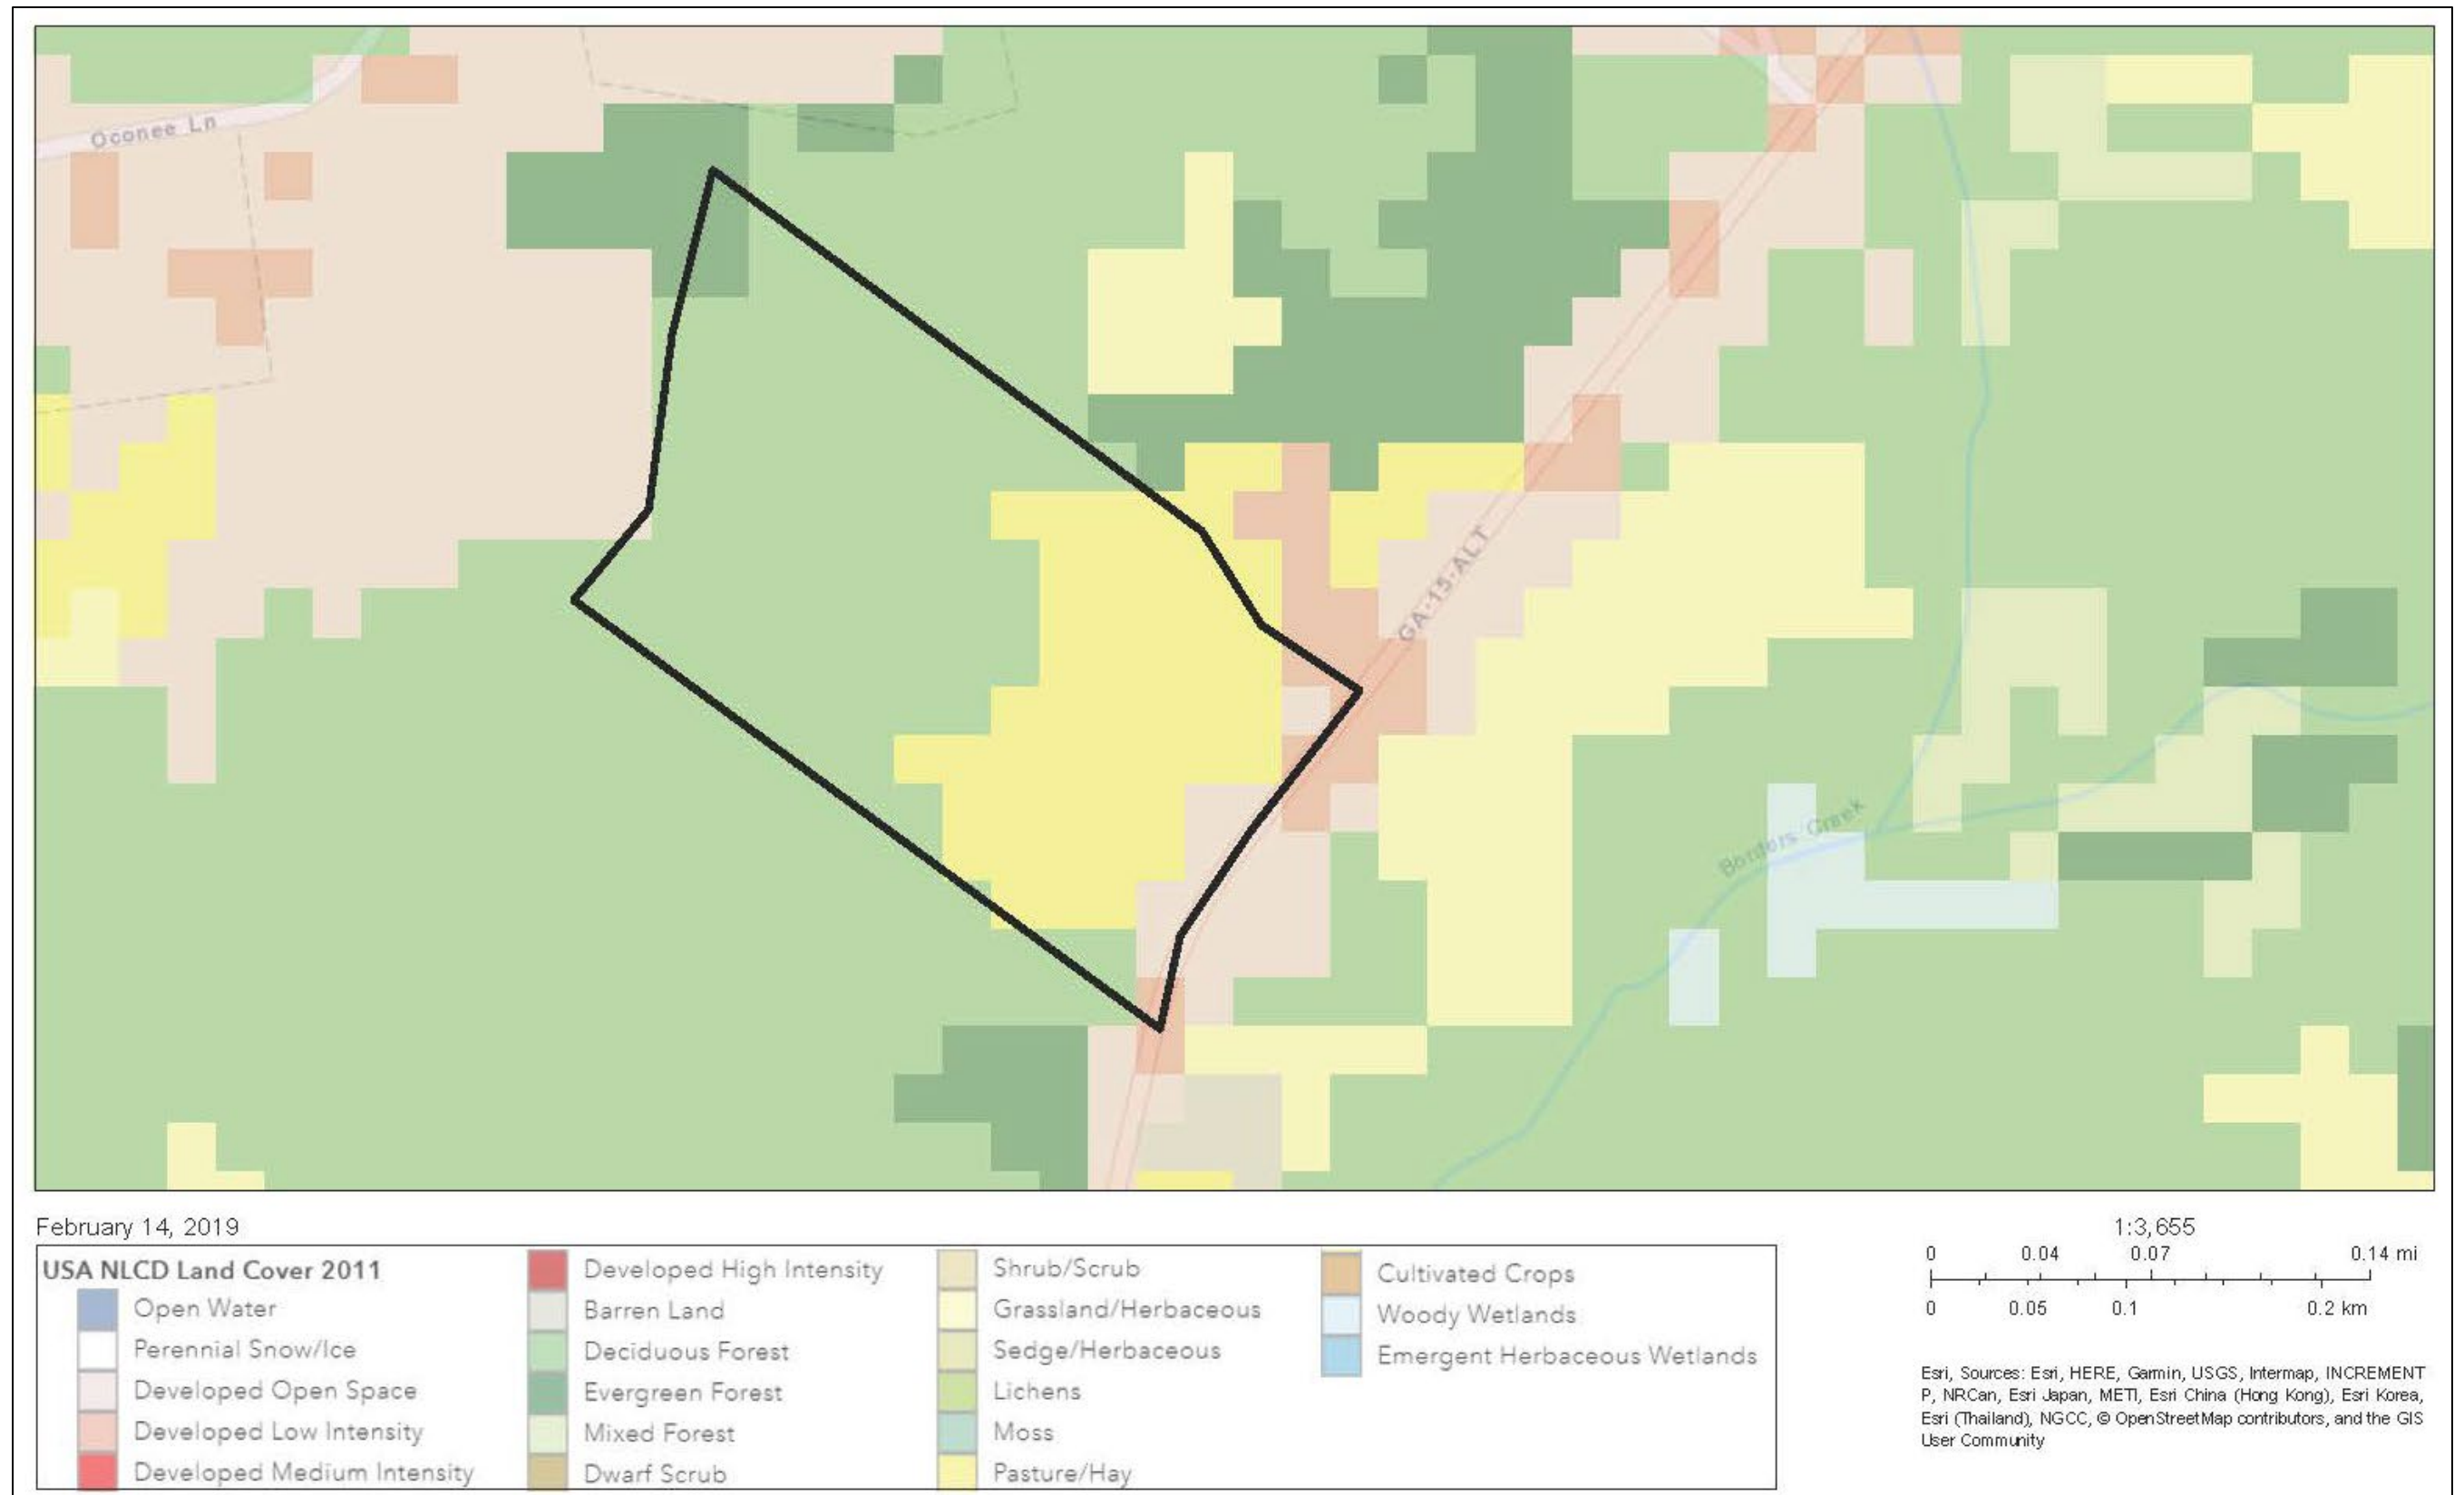 Oconee Ln
GA-15-ALT
Borders Creek
February 14, 2019
USA NLCD Land Cover 2011
Open Water
Perennial Snow/Ice
Developed Open Space
Developed Low Intensity
Developed Medium Intensity
Developed High Intensity
Barren Land
Deciduous Forest
Evergreen Forest
Mixed Forest
Dwarf Scrub
Shrub/Scrub
Grassland/Herbaceous
Sedge/Herbaceous
Lichens
Moss
Pasture/Hay
Cultivated Crops
Woody Wetlands
Emergent Herbaceous Wetlands
1:3,655
0 0.04 0.07 0.14 mi
0 0.05 0.1 0.2 km
Esri, Sources: Esri, HERE, Garmin, USGS, Intermap, INCREMENT
P, NRCan, Esri Japan, METI, Esri China (Hong Kong), Esri Korea,
Esri (Thailand), NGCC, © OpenStreetMap contributors, and the GIS
User Community